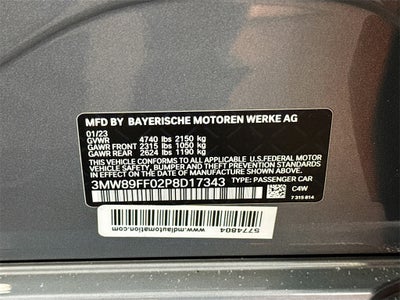 MFD BY BAYERISCHE MOTOREN WERKE AG
01/23
GVWR 4740 lbs 2150 kg
GAWR FRONT 2315 lbs 1050 kg
GAWR REAR 2624 lbs 1190 kg
THIS VEHICLE CONFORMS TO ALL APPLICABLE U.S.FEDERAL MOTOR
VEHICLE SAFETY, BUMPER AND THEFT PREVENTION STANDARDS
IN EFFECT ON THE DATE OF MANUFACTURE SHOWN ABOVE.
3MW89FF02P8D17343 TYPE: PASSENGER CAR
C4W
7 315 814
5774804
www.mdlautomation.com